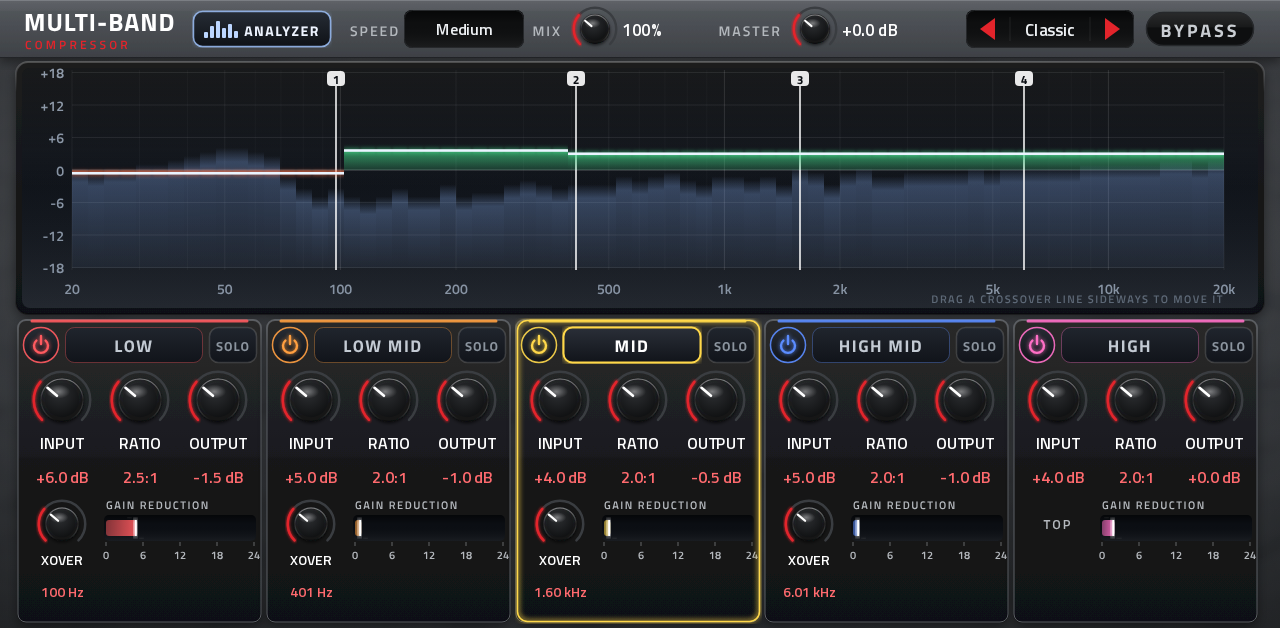 MULTI-BAND
COMPRESSOR
ANALYZER
SPEED
Medium
MIX
100%
MASTER
+0.0 dB
Classic
BYPASS
+18
+12
+6
0
-6
-12
-18
1
2
3
4
20
50
100
200
500
1k
2k
5k
10k
20k
DRAG A CROSSOVER LINE SIDEWAYS TO MOVE IT
LOW
SOLO
INPUT
RATIO
OUTPUT
+6.0 dB
2.5:1
-1.5 dB
GAIN REDUCTION
0 6 12 18 24
XOVER
100 Hz
LOW MID
SOLO
INPUT
RATIO
OUTPUT
+5.0 dB
2.0:1
-1.0 dB
GAIN REDUCTION
0 6 12 18 24
XOVER
401 Hz
MID
SOLO
INPUT
RATIO
OUTPUT
+4.0 dB
2.0:1
-0.5 dB
GAIN REDUCTION
0 6 12 18 24
XOVER
1.60 kHz
HIGH MID
SOLO
INPUT
RATIO
OUTPUT
+5.0 dB
2.0:1
-1.0 dB
GAIN REDUCTION
0 6 12 18 24
XOVER
6.01 kHz
HIGH
SOLO
INPUT
RATIO
OUTPUT
+4.0 dB
2.0:1
+0.0 dB
GAIN REDUCTION
TOP
0 6 12 18 24